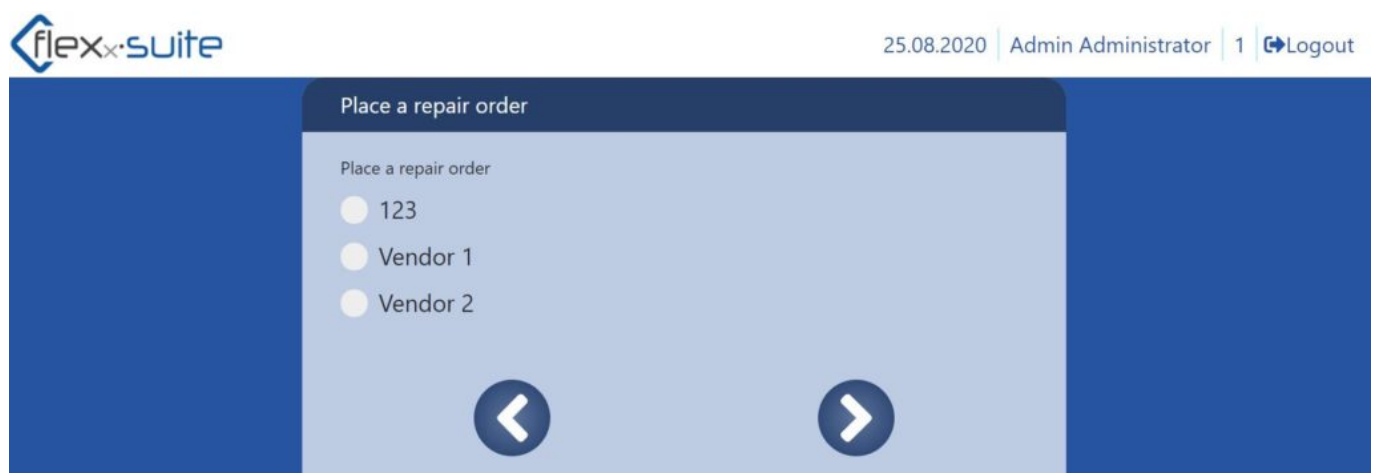 flexx·suite
25.08.2020 Admin Administrator 1 Logout
Place a repair order
Place a repair order
123
Vendor 1
Vendor 2